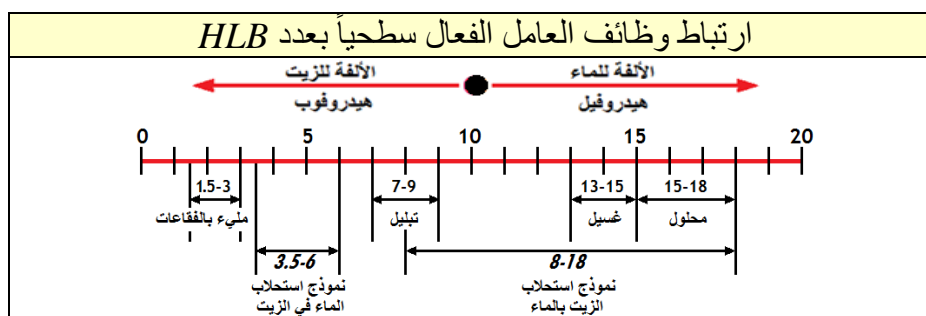 ارتباط وظائف العامل الفعال سطحياً بعدد HLB
الألفة للماء
الألفة للزيت
هيدروفيل
هيدروفوب
0 5 10 15 20
1.5-3 7-9 13-15 15-18
مليء بالفقاعات
تبليل
غسيل
محلول
3.5-6 8-18
نموذج استحلاب
الماء في الزيت
نموذج استحلاب
الزيت بالماء